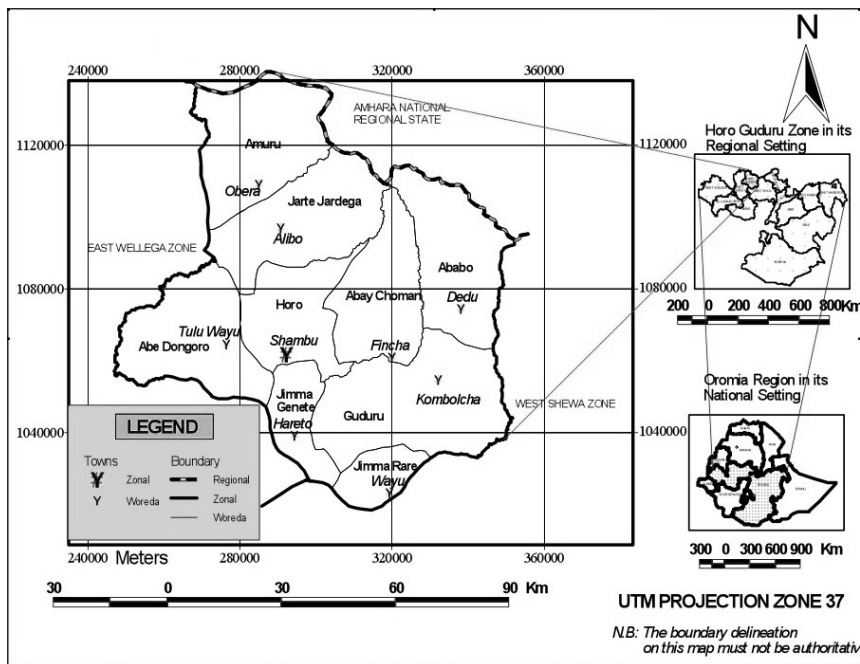 N
240000
280000
320000
360000
AMHARA NATIONAL
REGIONAL STATE
Horo Guduru Zone in its
Regional Setting
1120000
1120000
Amuru
Obera
Jarte Jardega
Alibo
EAST WELLEGA ZONE
Ababo
1080000
Abay Choman
1080000
Horo
Dedu
200 0 200 400 600 800 Km
Tulu Wayu
Shambu
Abe Dongoro
Fincha
Oromia Region in its
National Setting
Jimma
Genete
Kombolcha
WEST SHEWA ZONE
Guduru
Hareto
1040000
1040000
LEGEND
Jimma Rare
Wayu
Towns
Boundary
Zonal
Regional
Woreda
Zonal
Woreda
240000
Meters
280000
320000
360000
300 0 300 600 900 Km
30 0 30 60 90 Km
UTM PROJECTION ZONE 37
N.B: The boundary delineation
on this map must not be authoritativ